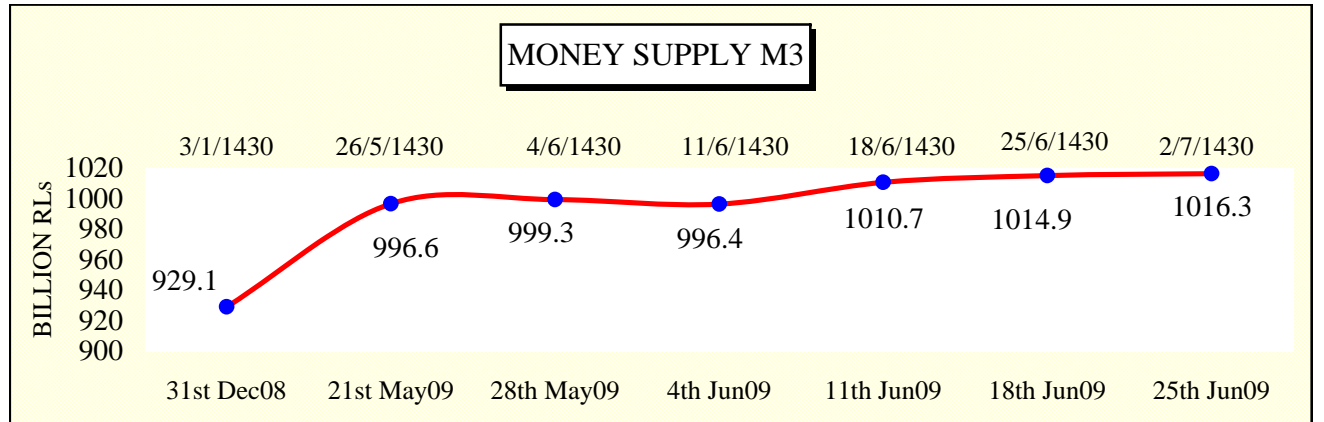 MONEY SUPPLY M3
3/1/1430 26/5/1430 4/6/1430 11/6/1430 18/6/1430 25/6/1430 2/7/1430
BILLION RLs
1020
1000
980
960
940
920
900
929.1 996.6 999.3 996.4 1010.7 1014.9 1016.3
31st Dec08 21st May09 28th May09 4th Jun09 11th Jun09 18th Jun09 25th Jun09